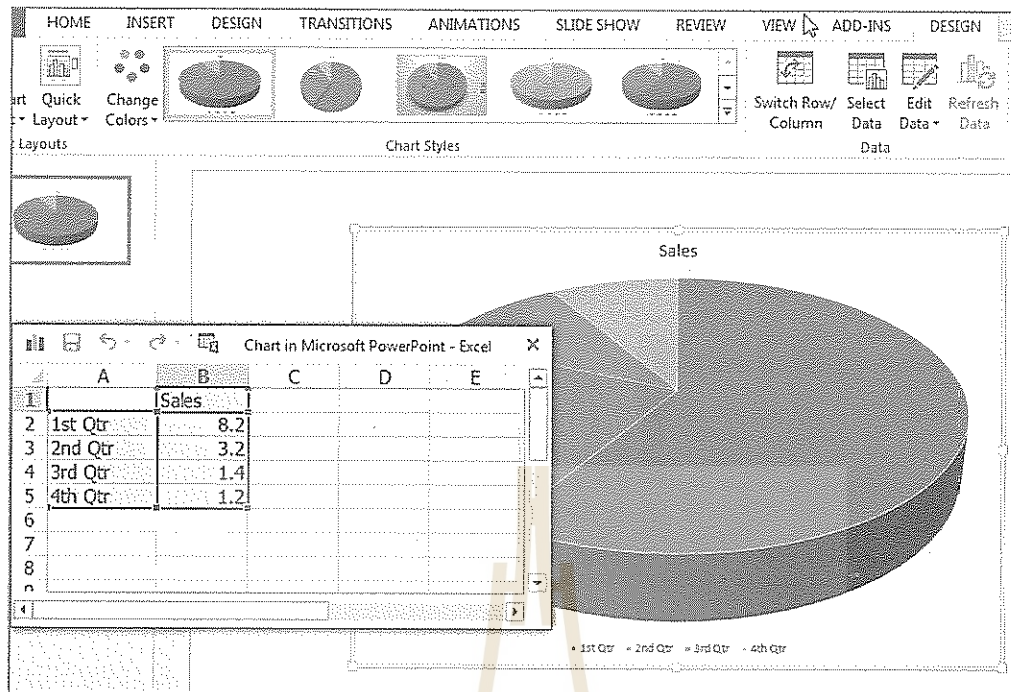 HOME INSERT DESIGN TRANSITIONS ANIMATIONS SLIDE SHOW REVIEW VIEW ADD-INS DESIGN
art Quick Change Switch Row/ Select Edit Refresh
Layout Colors Column Data Data Data
Layouts Chart Styles Data
Sales
Chart in Microsoft PowerPoint - Excel
A B C D E
1 Sales
2 1st Qtr 8.2
3 2nd Qtr 3.2
4 3rd Qtr 1.4
5 4th Qtr 1.2
6
7
8
1st Qtr 2nd Qtr 3rd Qtr 4th Qtr